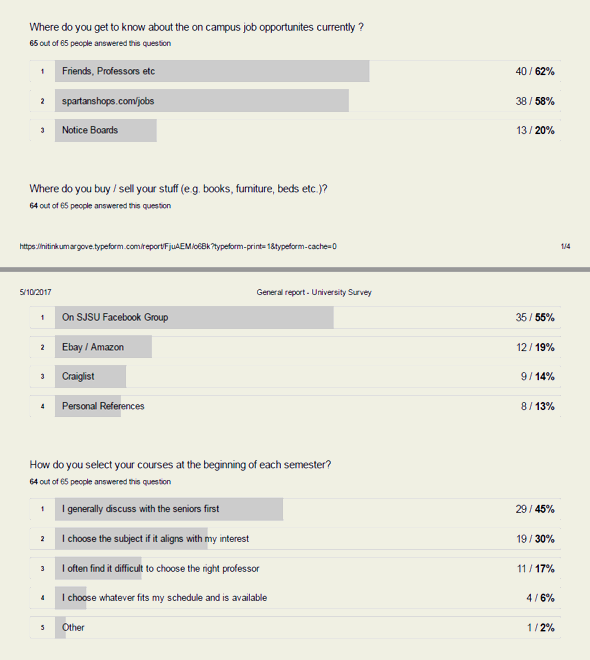 Where do you get to know about the on campus job opportunites currently ?
65 out of 65 people answered this question
1 Friends, Professors etc 40 / 62%
2 spartanshops.com/jobs 38 / 58%
3 Notice Boards 13 / 20%
Where do you buy / sell your stuff (e.g. books, furniture, beds etc.)?
64 out of 65 people answered this question
https://nitinkumargove.typeform.com/report/FjuAEM/o6Bk?typeform-print=1&typeform-cache=0 1/4
5/10/2017 General report - University Survey
1 On SJSU Facebook Group 35 / 55%
2 Ebay / Amazon 12 / 19%
3 Craiglist 9 / 14%
4 Personal References 8 / 13%
How do you select your courses at the beginning of each semester?
64 out of 65 people answered this question
1 I generally discuss with the seniors first 29 / 45%
2 I choose the subject if it aligns with my interest 19 / 30%
3 I often find it difficult to choose the right professor 11 / 17%
4 I choose whatever fits my schedule and is available 4 / 6%
5 Other 1 / 2%